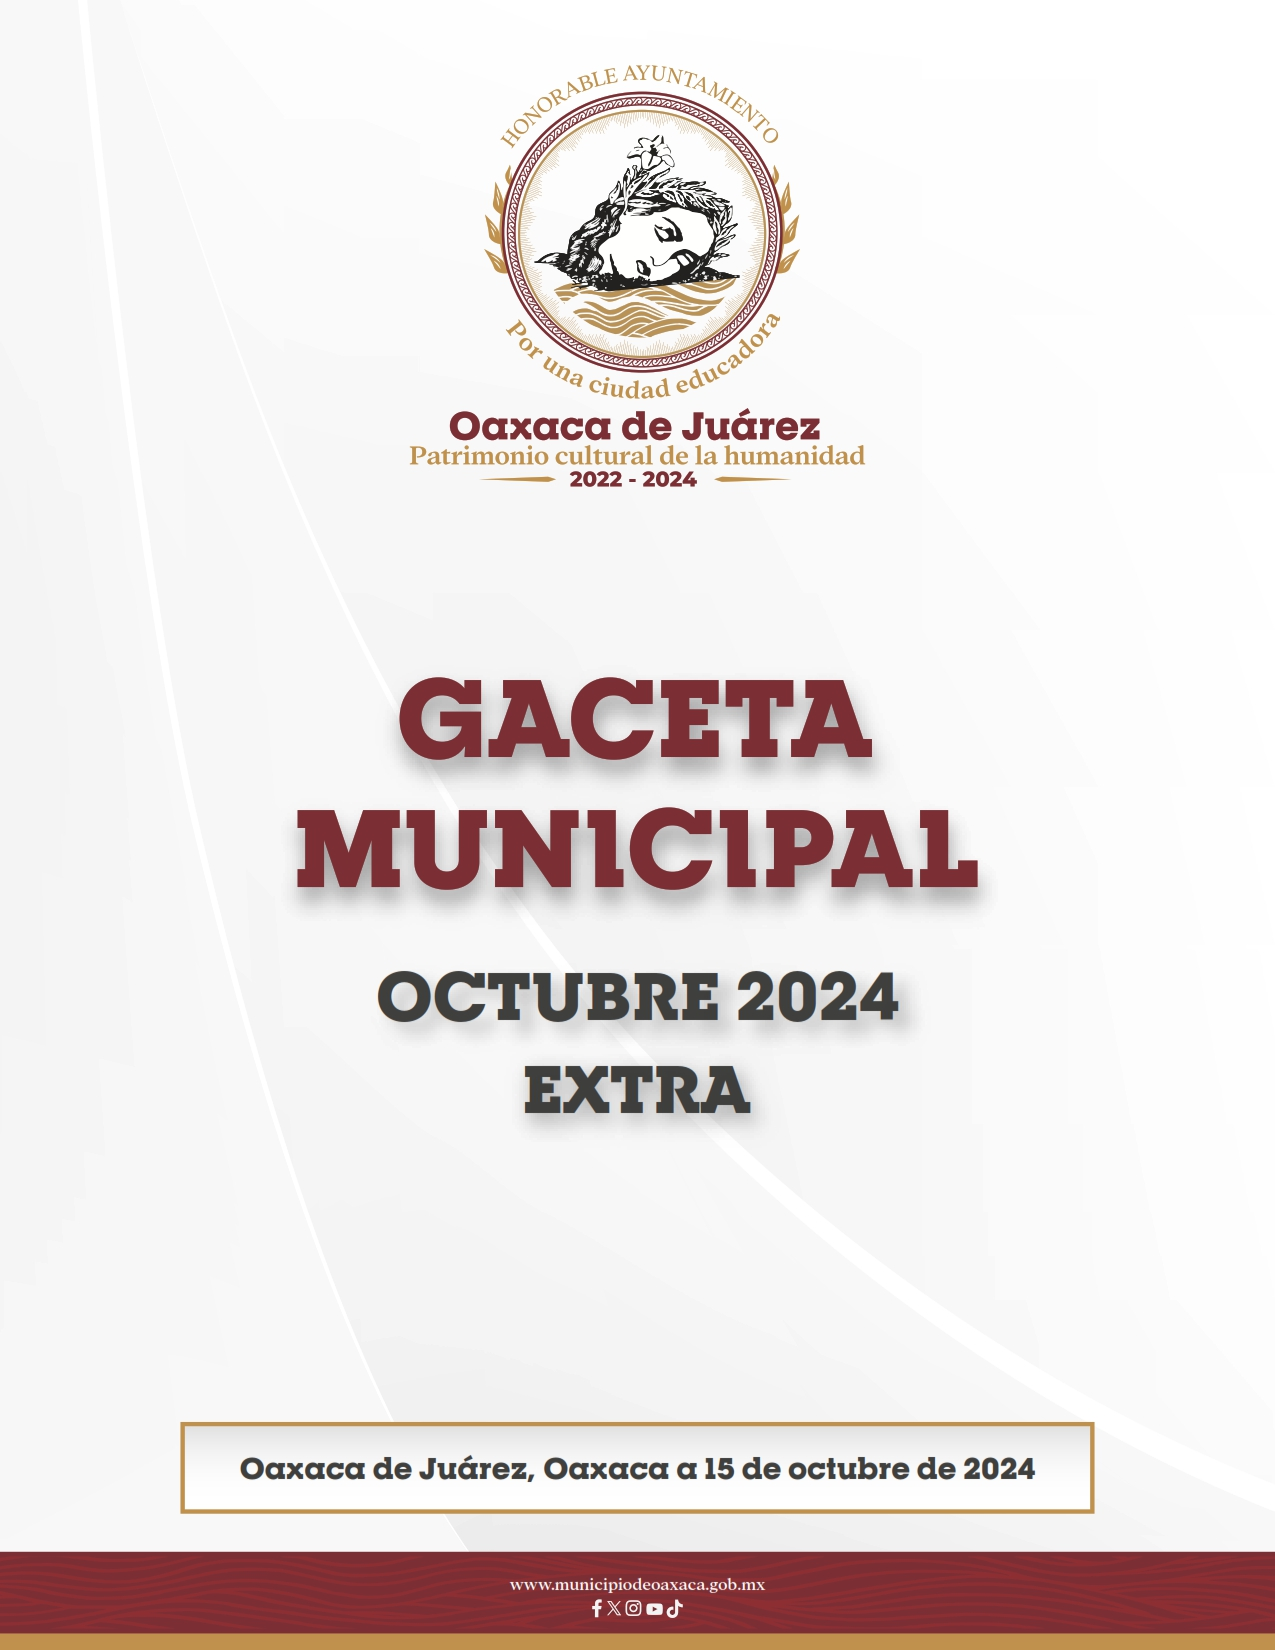 HONORABLE AYUNTAMIENTO
Por una ciudad educadora
Oaxaca de Juárez
Patrimonio cultural de la humanidad
2022 - 2024
GACETA
MUNICIPAL
OCTUBRE 2024
EXTRA
Oaxaca de Juárez, Oaxaca a 15 de octubre de 2024
www.municipiodeoaxaca.gob.mx